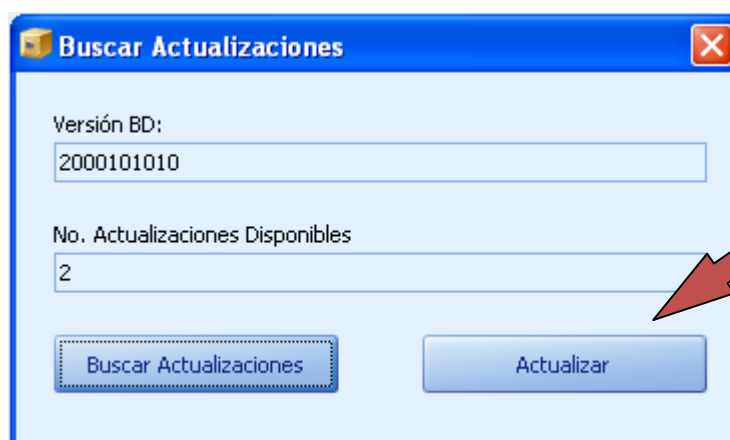 Buscar Actualizaciones
Versión BD:
2000101010
No. Actualizaciones Disponibles
2
Buscar Actualizaciones
Actualizar